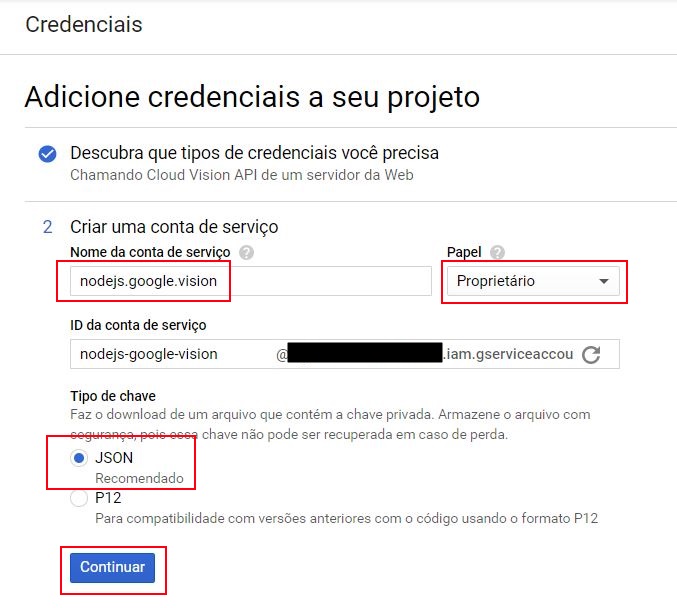 Credenciais
Adicione credenciais a seu projeto
Descubra que tipos de credenciais você precisa
Chamando Cloud Vision API de um servidor da Web
2 Criar uma conta de serviço
Nome da conta de serviço ? Papel ?
nodejs.google.vision Proprietário
ID da conta de serviço
nodejs-google-vision @ .iam.gserviceaccou
Tipo de chave
Faz o download de um arquivo que contém a chave privada. Armazene o arquivo com
segurança, pois essa chave não pode ser recuperada em caso de perda.
JSON
Recomendado
P12
Para compatibilidade com versões anteriores com o código usando o formato P12
Continuar